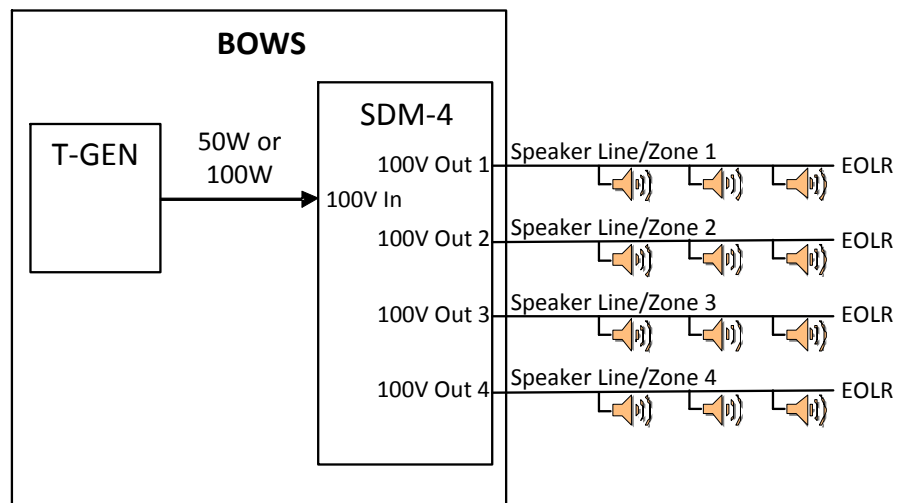 BOWS
SDM-4
T-GEN
50W or
100W
100V In
100V Out 1
Speaker Line/Zone 1
EOLR
100V Out 2
Speaker Line/Zone 2
EOLR
100V Out 3
Speaker Line/Zone 3
EOLR
100V Out 4
Speaker Line/Zone 4
EOLR